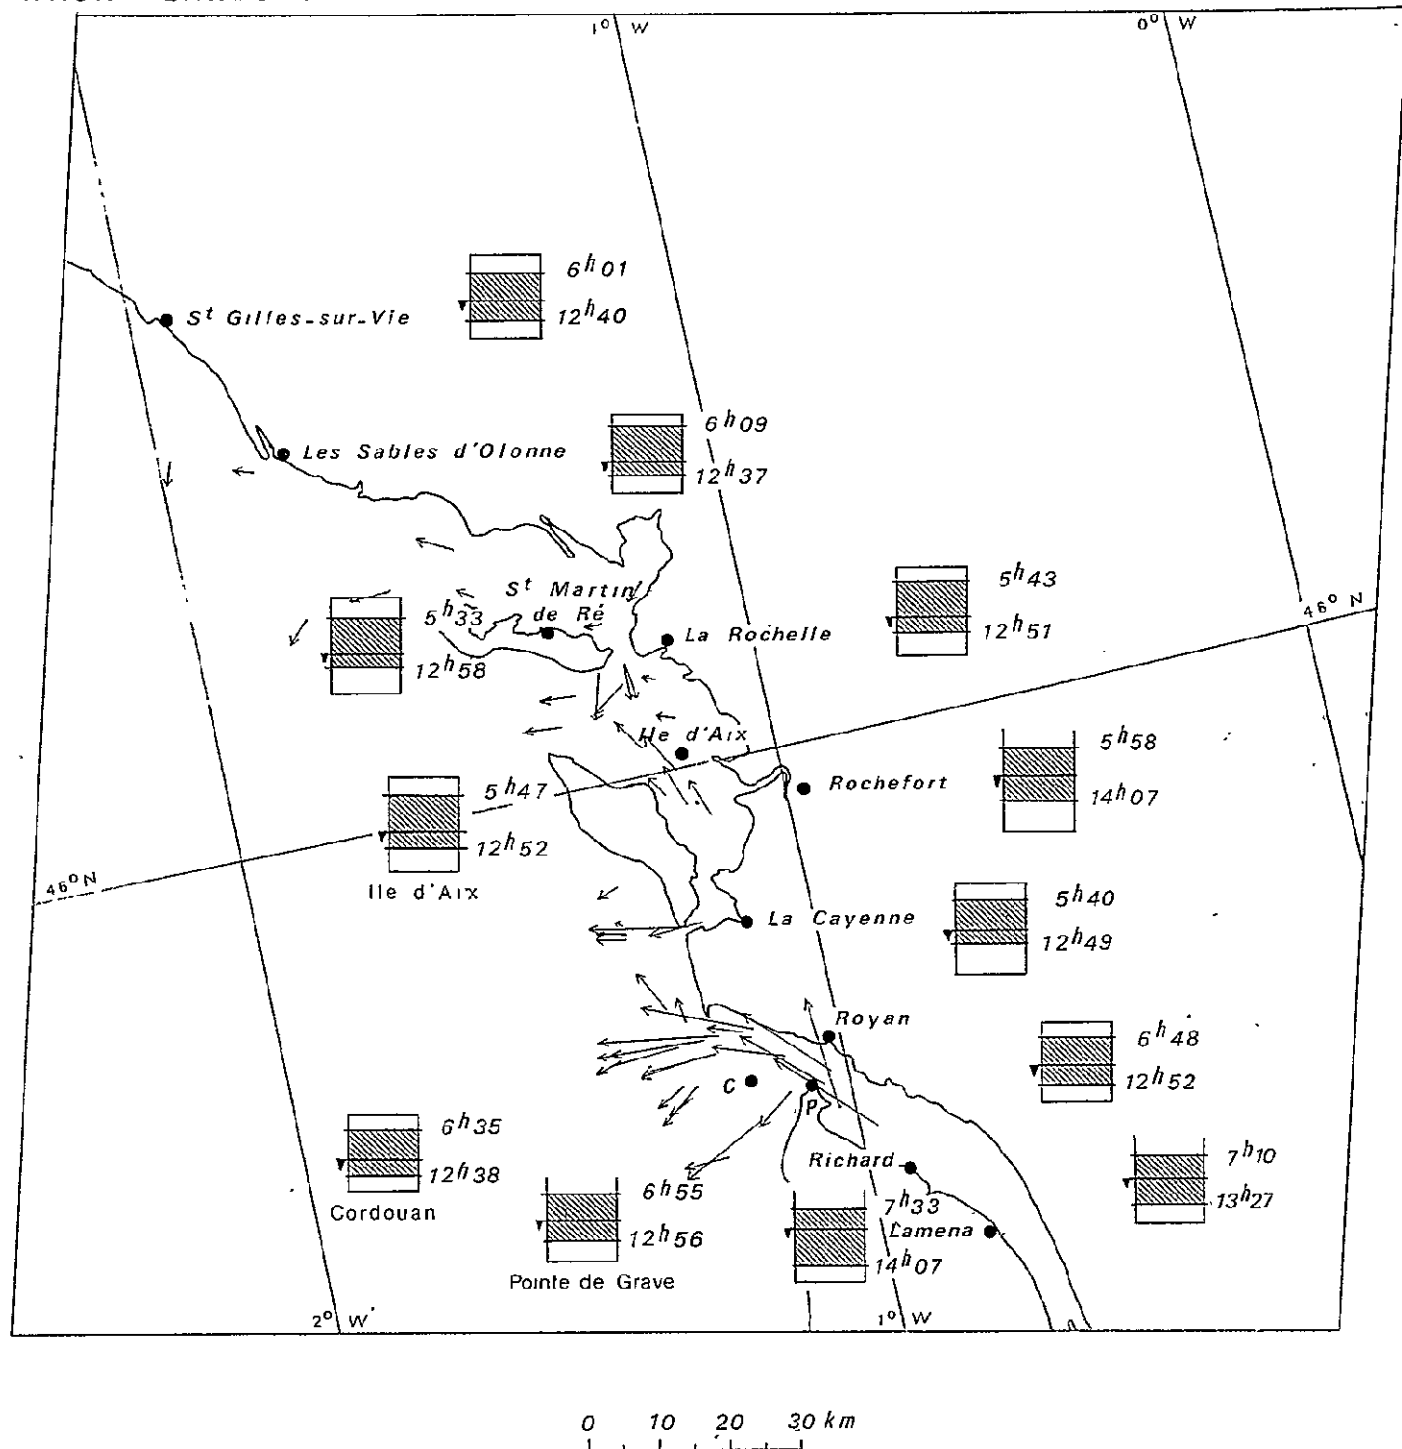 1° W
0° W
6h01
St Gilles-sur-Vie
12h40
6h09
Les Sables d'Olonne
12h37
5h43
St Martin
de Ré
46° N
5h33
12h51
La Rochelle
12h58
Ile d'Aix
5h58
Rochefort
5h47
14h07
12h52
46° N
Ile d'Aix
5h40
La Cayenne
12h49
Royan
6h48
12h52
C
P
6h35
Richard
7h10
12h38
6h55
13h27
Cordouan
7h33
Lamena
12h56
14h07
Pointe de Grave
2° W
1° W
0 10 20 30 km